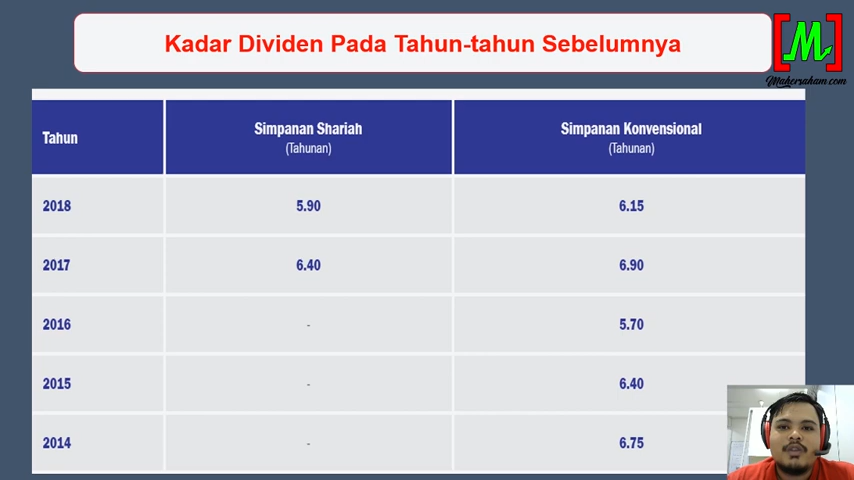 Kadar Dividen Pada Tahun-tahun Sebelumnya
M
Mahersaham.com
Tahun
Simpanan Shariah
(Tahunan)
Simpanan Konvensional
(Tahunan)
2018
5.90
6.15
2017
6.40
6.90
2016
-
5.70
2015
-
6.40
2014
-
6.75